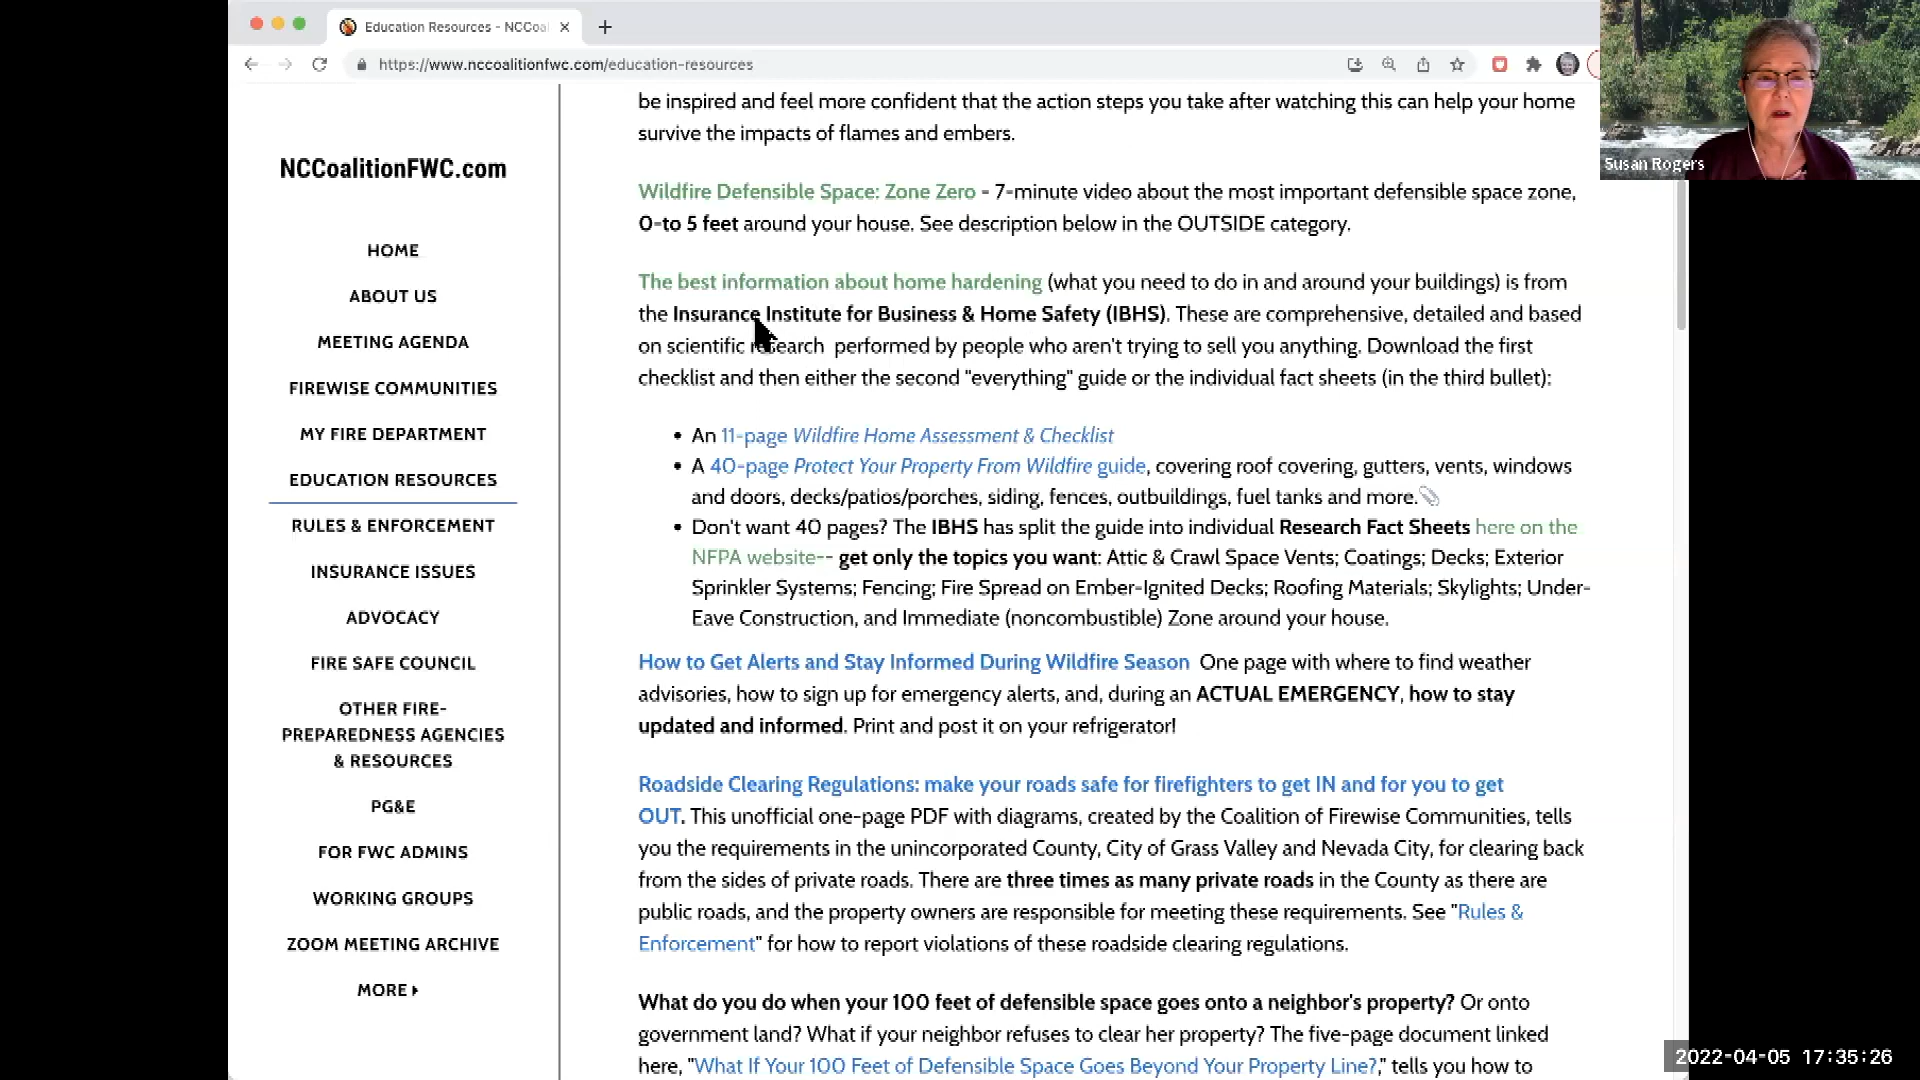 Education Resources - NCCoal
https://www.nccoalitionfwc.com/education-resources
Susan Rogers
NCCoalitionFWC.com
HOME
ABOUT US
MEETING AGENDA
FIREWISE COMMUNITIES
MY FIRE DEPARTMENT
EDUCATION RESOURCES
RULES & ENFORCEMENT
INSURANCE ISSUES
ADVOCACY
FIRE SAFE COUNCIL
OTHER FIRE-
PREPAREDNESS AGENCIES
& RESOURCES
PG&E
FOR FWC ADMINS
WORKING GROUPS
ZOOM MEETING ARCHIVE
MORE
be inspired and feel more confident that the action steps you take after watching this can help your home
survive the impacts of flames and embers.
Wildfire Defensible Space: Zone Zero - 7-minute video about the most important defensible space zone,
0-to 5 feet around your house. See description below in the OUTSIDE category.
The best information about home hardening (what you need to do in and around your buildings) is from
the Insurance Institute for Business & Home Safety (IBHS). These are comprehensive, detailed and based
on scientific research performed by people who aren't trying to sell you anything. Download the first
checklist and then either the second "everything" guide or the individual fact sheets (in the third bullet):
• An 11-page Wildfire Home Assessment & Checklist
• A 40-page Protect Your Property From Wildfire guide, covering roof covering, gutters, vents, windows
and doors, decks/patios/porches, siding, fences, outbuildings, fuel tanks and more.
• Don't want 40 pages? The IBHS has split the guide into individual Research Fact Sheets here on the
NFPA website-- get only the topics you want: Attic & Crawl Space Vents; Coatings; Decks; Exterior
Sprinkler Systems; Fencing; Fire Spread on Ember-Ignited Decks; Roofing Materials; Skylights; Under-
Eave Construction, and Immediate (noncombustible) Zone around your house.
How to Get Alerts and Stay Informed During Wildfire Season One page with where to find weather
advisories, how to sign up for emergency alerts, and, during an ACTUAL EMERGENCY, how to stay
updated and informed. Print and post it on your refrigerator!
Roadside Clearing Regulations: make your roads safe for firefighters to get IN and for you to get
OUT. This unofficial one-page PDF with diagrams, created by the Coalition of Firewise Communities, tells
you the requirements in the unincorporated County, City of Grass Valley and Nevada City, for clearing back
from the sides of private roads. There are three times as many private roads in the County as there are
public roads, and the property owners are responsible for meeting these requirements. See "Rules &
Enforcement" for how to report violations of these roadside clearing regulations.
What do you do when your 100 feet of defensible space goes onto a neighbor's property? Or onto
government land? What if your neighbor refuses to clear her property? The five-page document linked
here, "What If Your 100 Feet of Defensible Space Goes Beyond Your Property Line?," tells you how to
2022-04-05 17:35:26